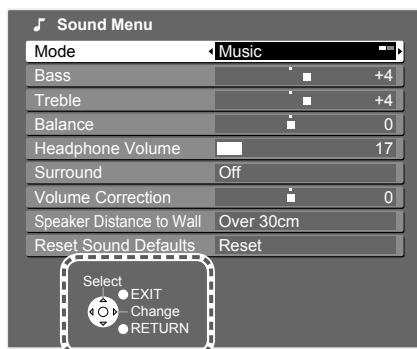 Sound Menu
Mode Music
Bass +4
Treble +4
Balance 0
Headphone Volume 17
Surround Off
Volume Correction 0
Speaker Distance to Wall Over 30cm
Reset Sound Defaults Reset
Select
EXIT
Change
RETURN